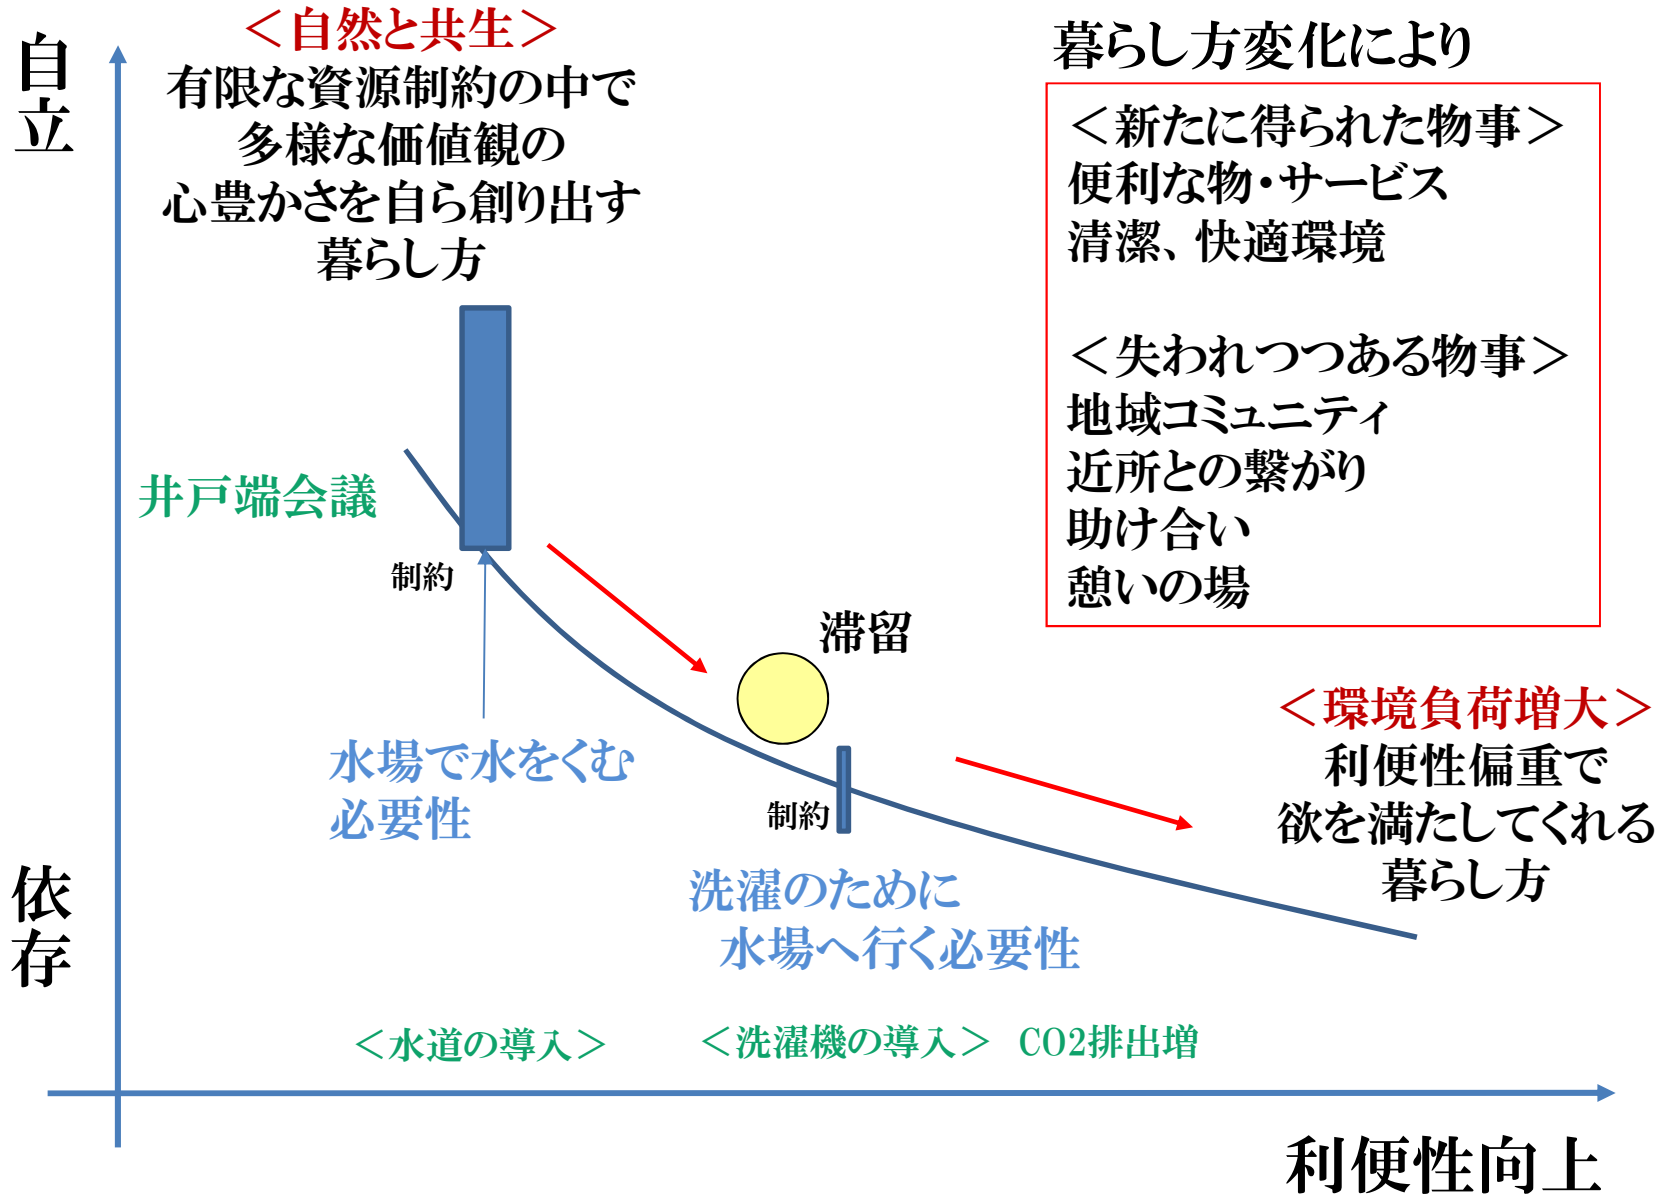 自立
＜自然と共生＞
有限な資源制約の中で
多様な価値観の
心豊かさを自ら創り出す
暮らし方
暮らし方変化により
＜新たに得られた物事＞
便利な物・サービス
清潔、快適環境
＜失われつつある物事＞
地域コミュニティ
近所との繋がり
助け合い
憩いの場
井戸端会議
制約
水場で水をくむ
必要性
滞留
制約
洗濯のために
水場へ行く必要性
＜環境負荷増大＞
利便性偏重で
欲を満たしてくれる
暮らし方
依存
＜水道の導入＞
＜洗濯機の導入＞ CO2排出増
利便性向上